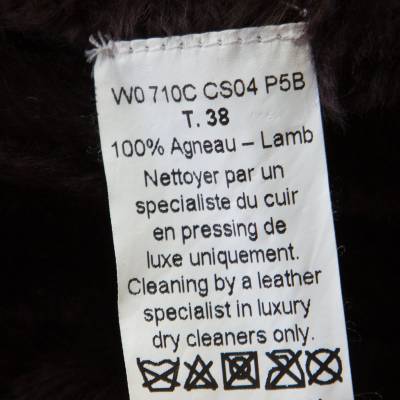 W0 710C CS04 P5B
T. 38
100% Agneau – Lamb
Nettoyer par un
specialiste du cuir
en pressing de
luxe uniquement.
Cleaning by a leather
specialist in luxury
dry cleaners only.